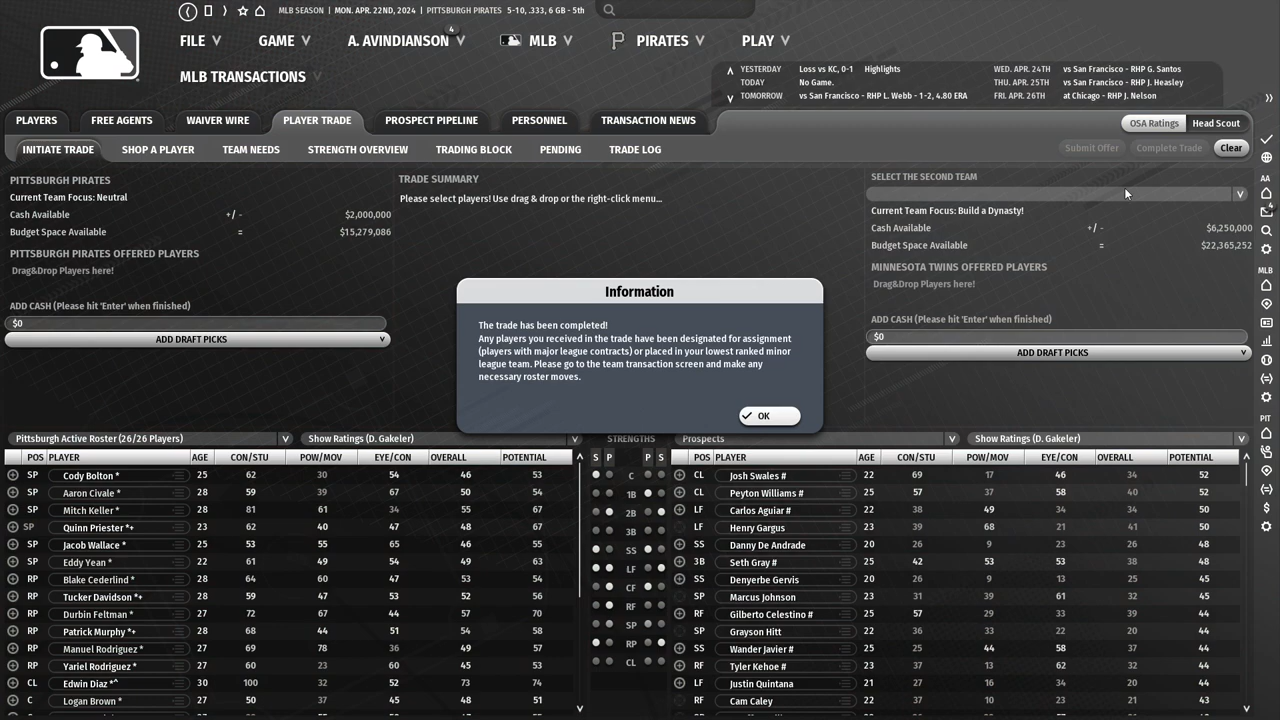 MLB SEASON | MON. APR. 22ND, 2024 | PITTSBURGH PIRATES 5-10, .333, 6 GB - 5th
FILE GAME A. AVINDIANSON 4 MLB PIRATES PLAY
MLB TRANSACTIONS
YESTERDAY Loss vs KC, 0-1 Highlights WED. APR. 24TH vs San Francisco - RHP G. Santos
TODAY No Game. THU. APR. 25TH vs San Francisco - RHP J. Heasley
TOMORROW vs San Francisco - RHP L. Webb - 1-2, 4.80 ERA FRI. APR. 26TH at Chicago - RHP J. Nelson
PLAYERS FREE AGENTS WAIVER WIRE PLAYER TRADE PROSPECT PIPELINE PERSONNEL TRANSACTION NEWS OSA Ratings Head Scout
INITIATE TRADE SHOP A PLAYER TEAM NEEDS STRENGTH OVERVIEW TRADING BLOCK PENDING TRADE LOG Submit Offer Complete Trade Clear
PITTSBURGH PIRATES
Current Team Focus: Neutral
Cash Available +/- $2,000,000
Budget Space Available = $15,279,086
PITTSBURGH PIRATES OFFERED PLAYERS
Drag&Drop Players here!
ADD CASH (Please hit 'Enter' when finished)
$0
ADD DRAFT PICKS
TRADE SUMMARY
Please select players! Use drag & drop or the right-click menu...
SELECT THE SECOND TEAM
Current Team Focus: Build a Dynasty!
Cash Available +/- $6,250,000
Budget Space Available = $22,365,252
MINNESOTA TWINS OFFERED PLAYERS
Drag&Drop Players here!
ADD CASH (Please hit 'Enter' when finished)
$0
ADD DRAFT PICKS
Information
The trade has been completed!
Any players you received in the trade have been designated for assignment
(players with major league contracts) or placed in your lowest ranked minor
league team. Please go to the team transaction screen and make any
necessary roster moves.
OK
Pittsburgh Active Roster (26/26 Players) Show Ratings (D. Gakeler)
POS PLAYER AGE CON/STU POW/MOV EYE/CON OVERALL POTENTIAL
SP Cody Bolton * 25 62 30 54 46 53
SP Aaron Civale * 28 59 39 67 50 54
SP Mitch Keller * 28 81 61 34 55 67
SP Quinn Priester *+ 23 62 40 47 48 67
SP Jacob Wallace * 25 53 55 65 46 55
SP Eddy Yean * 22 61 49 54 49 63
RP Blake Cederlind * 28 64 60 47 53 54
RP Tucker Davidson *+ 28 59 47 53 52 56
RP Durbin Feltman * 27 72 67 44 57 70
RP Patrick Murphy *+ 28 68 44 51 54 58
RP Manuel Rodriguez * 27 69 78 36 49 51
RP Yariel Rodriguez * 27 60 23 60 45 53
CL Edwin Diaz *^ 30 100 32 52 73 74
CL Logan Brown * 27 50 37 45 48 51
STRENGTHS
S P P S
C
1B
2B
3B
SS
LF
CF
RF
SP
RP
CL
Prospects Show Ratings (D. Gakeler)
POS PLAYER AGE CON/STU POW/MOV EYE/CON OVERALL POTENTIAL
CL Josh Swales # 22 69 17 46 34 52
CL Peyton Williams # 25 57 37 58 40 52
LF Carlos Aguiar # 22 38 49 34 34 50
LF Henry Gargus 23 39 68 21 41 50
SS Danny De Andrade 20 26 9 23 26 48
3B Seth Gray # 25 42 53 53 38 48
SS Denyerbe Gervis 20 26 9 13 25 45
SP Marcus Johnson 23 31 39 61 32 45
RF Gilberto Celestino # 25 57 29 33 39 44
SP Grayson Hitt 22 36 33 22 20 44
SS Wander Javier # 25 25 44 58 37 44
RF Tyler Kehoe # 22 37 13 62 32 44
LF Justin Quintana 21 27 16 34 20 44
RF Cam Caley 22 37 10 23 21 43
AA
4
MLB
PIT